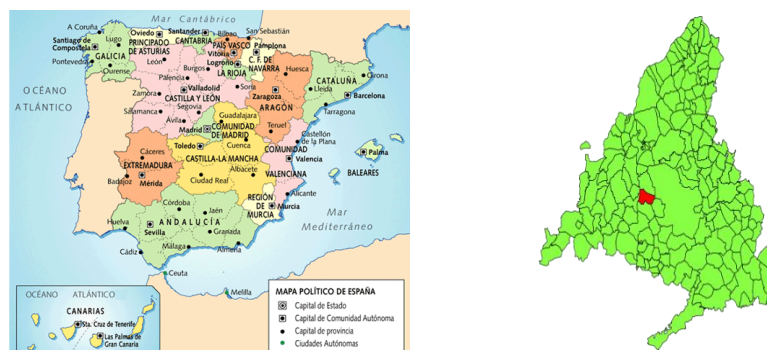 Mar Cantábrico
A Coruña
Lugo
Oviedo
Santander
Bilbao
San Sebastián
Santiago de
Compostela
PRINCIPADO
DE ASTURIAS
CANTABRIA
PAÍS VASCO
Vitoria
Pamplona
GALICIA
Pontevedra
Ourense
León
Burgos
Logroño
LA RIOJA
C. F. DE
NAVARRA
Huesca
Girona
CATALUÑA
OCÉANO
ATLÁNTICO
Palencia
Zamora
Valladolid
CASTILLA Y LEÓN
Soria
Zaragoza
ARAGÓN
Lleida
Barcelona
Tarragona
Salamanca
Segovia
Ávila
Guadalajara
Madrid
COMUNIDAD
DE MADRID
Teruel
Castellón
de la Plana
Cáceres
Toledo
Cuenca
CASTILLA-LA MANCHA
COMUNIDAD
VALENCIANA
Valencia
Palma
BALEARES
EXTREMADURA
Badajoz
Mérida
Ciudad Real
Albacete
Alicante
REGIÓN
DE
MURCIA
Murcia
Córdoba
Jaén
ANDALUCÍA
Huelva
Sevilla
Granada
Málaga
Almería
Cádiz
Mar
Mediterráneo
Ceuta
Melilla
OCÉANO ATLÁNTICO
CANARIAS
Sta. Cruz de Tenerife
Las Palmas de
Gran Canaria
MAPA POLÍTICO DE ESPAÑA
Capital de Estado
Capital de Comunidad Autónoma
Capital de provincia
Ciudades Autónomas